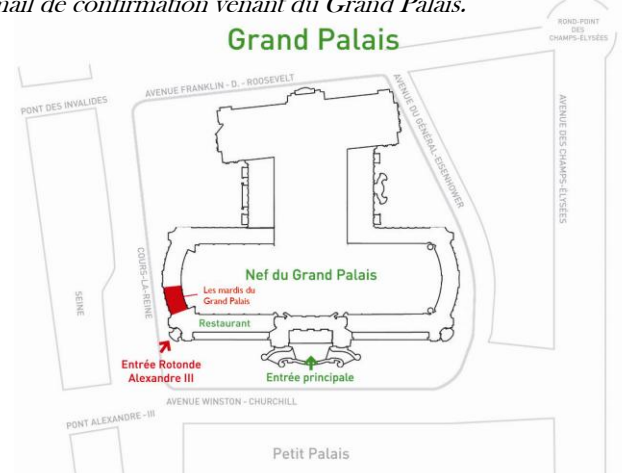 mail de confirmation venant du Grand Palais.
Grand Palais
ROND-POINT
DES
CHAMPS-ÉLYSÉES
AVENUE FRANKLIN - D. - ROOSEVELT
PONT DES INVALIDES
AVENUE DU GÉNÉRAL-EISENHOWER
AVENUE DES CHAMPS-ÉLYSÉES
COURS-LA-REINE
SEINE
Nef du Grand Palais
Les mardis du
Grand Palais
Restaurant
Entrée Rotonde
Alexandre III
Entrée principale
AVENUE WINSTON - CHURCHILL
PONT ALEXANDRE - III
Petit Palais